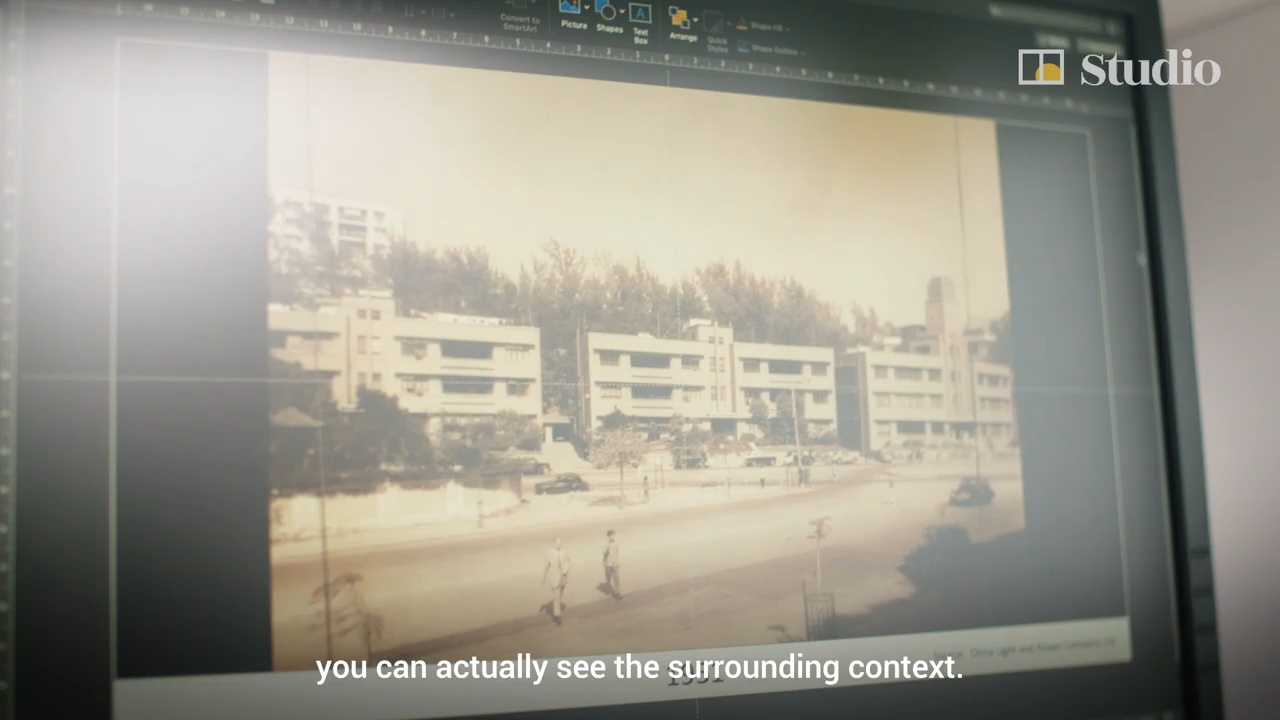 Convert to
SmartArt
Picture
Shapes
Text
Box
Arrange
Quick
Styles
Shape Fill
Shape Outline
Studio
Source: China Light and Power Company Ltd
1951
you can actually see the surrounding context.